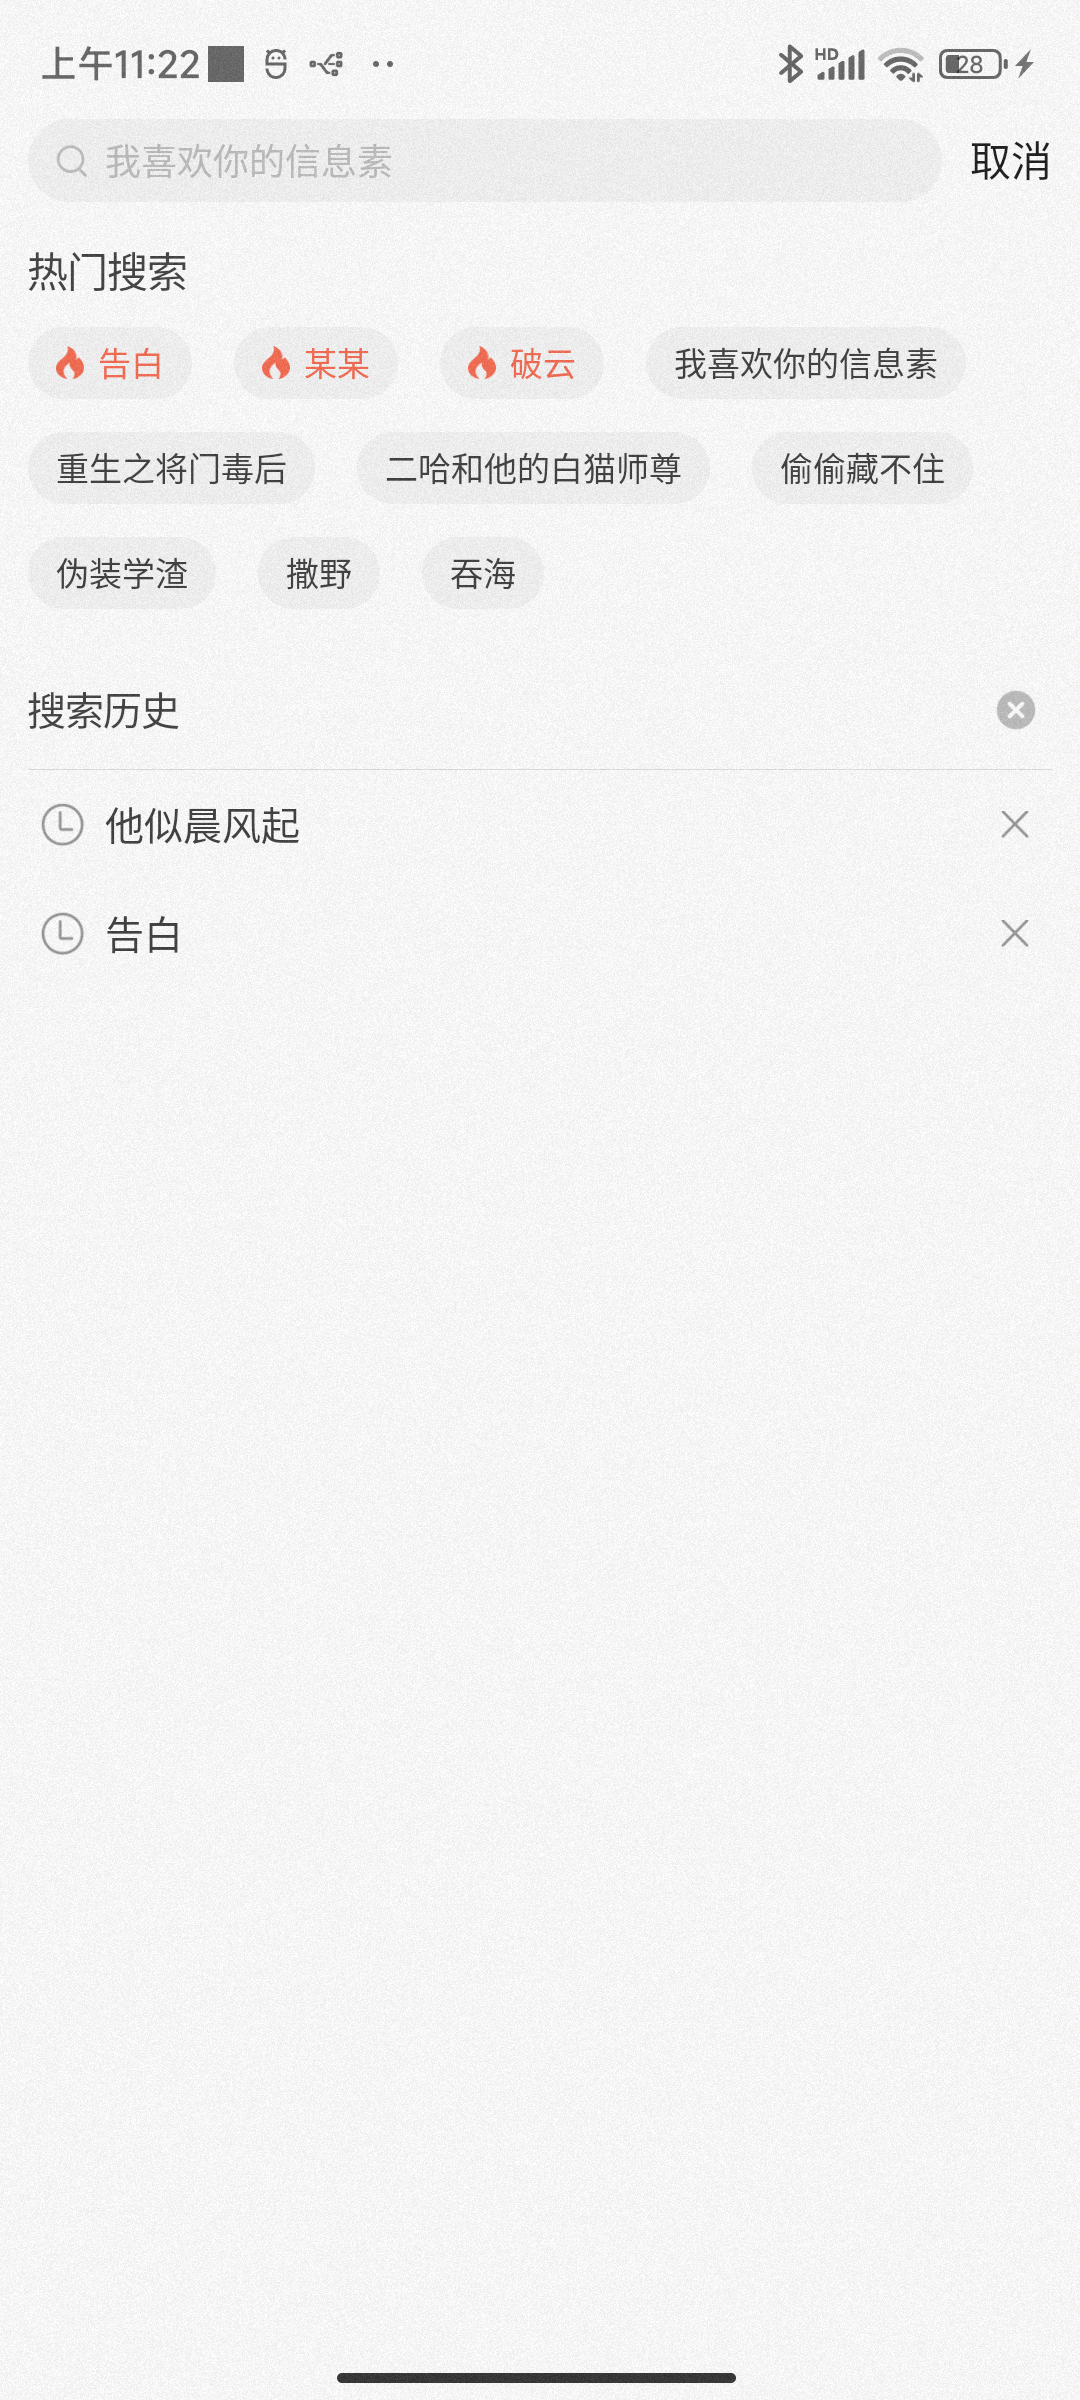 上午11:22 HD 28
我喜欢你的信息素 取消
热门搜索
告白 某某 破云 我喜欢你的信息素
重生之将门毒后 二哈和他的白猫师尊 偷偷藏不住
伪装学渣 撒野 吞海
搜索历史
他似晨风起
告白